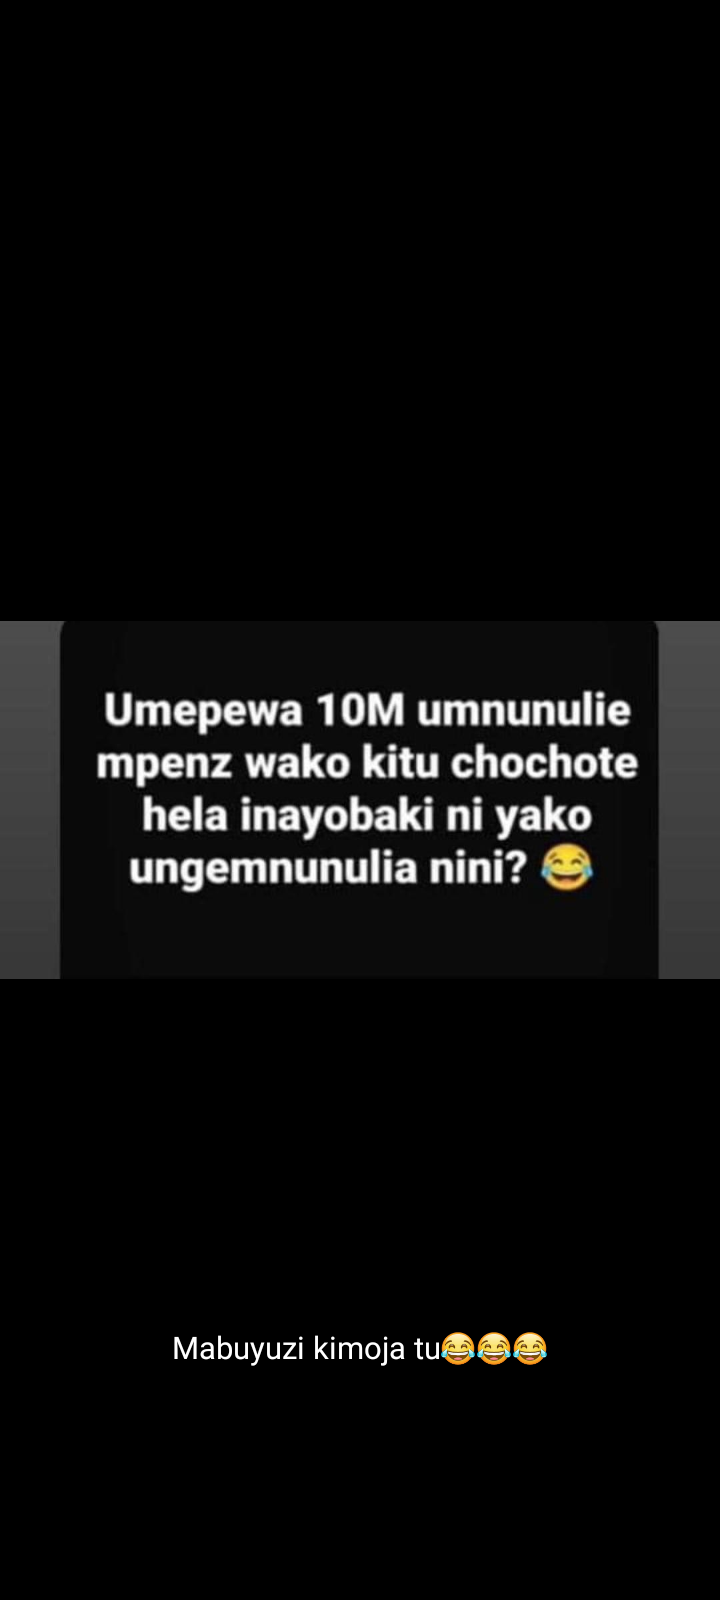 Umepewa 10M umnunulie
mpenz wako kitu chochote
hela inayobaki ni yako
ungemnunulia nini? 😂
Mabuyuzi kimoja tu😂😂😂